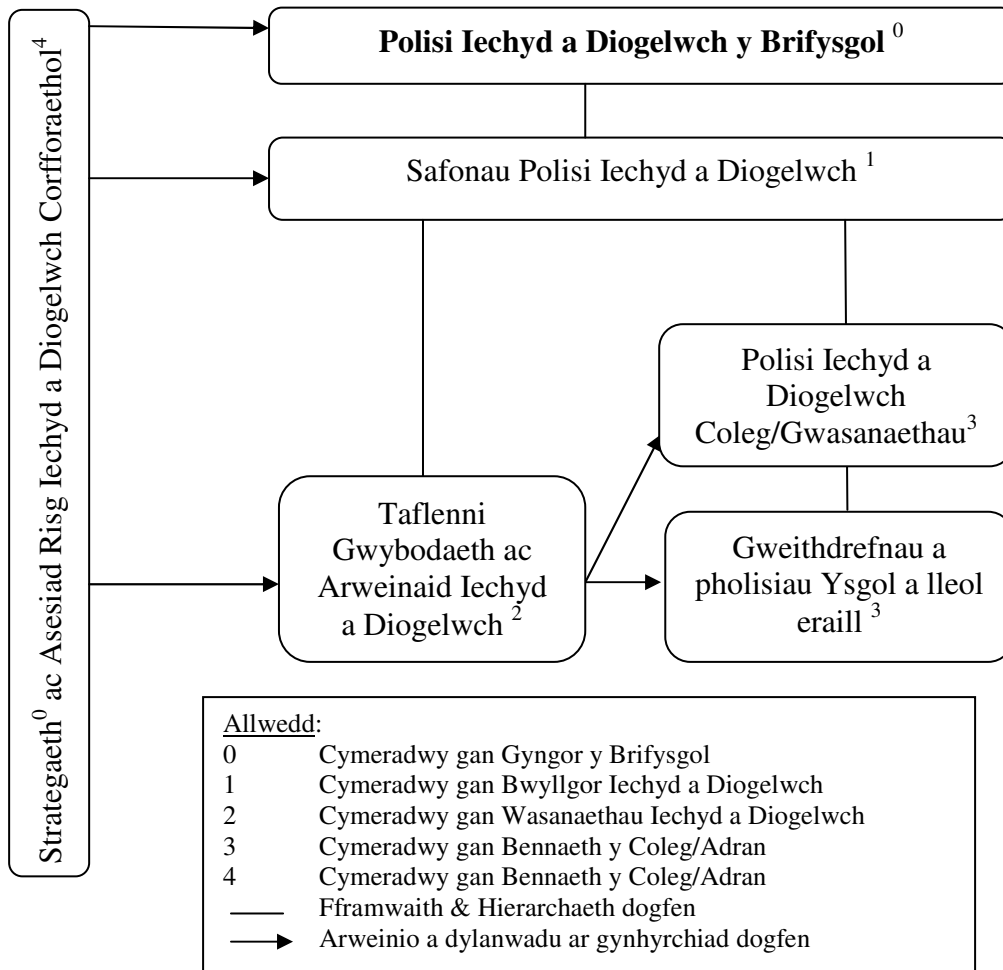 Strategaeth⁰ ac Asesiad Risg Iechyd a Diogelwch Corfforaethol⁴
Polisi Iechyd a Diogelwch y Brifysgol ⁰
Safonau Polisi Iechyd a Diogelwch ¹
Polisi Iechyd a
Diogelwch
Coleg/Gwasanaethau³
Taflenni
Gwybodaeth ac
Arweinaid Iechyd
a Diogelwch ²
Gweithdrefnau a
pholisiau Ysgol a lleol
eraill ³
Allwedd:
0 Cymeradwy gan Gyngor y Brifysgol
1 Cymeradwy gan Bwyllgor Iechyd a Diogelwch
2 Cymeradwy gan Wasanaethau Iechyd a Diogelwch
3 Cymeradwy gan Bennaeth y Coleg/Adran
4 Cymeradwy gan Bennaeth y Coleg/Adran
Fframwaith & Hierarchaeth dogfen
Arweinio a dylanwadu ar gynhyrchiad dogfen